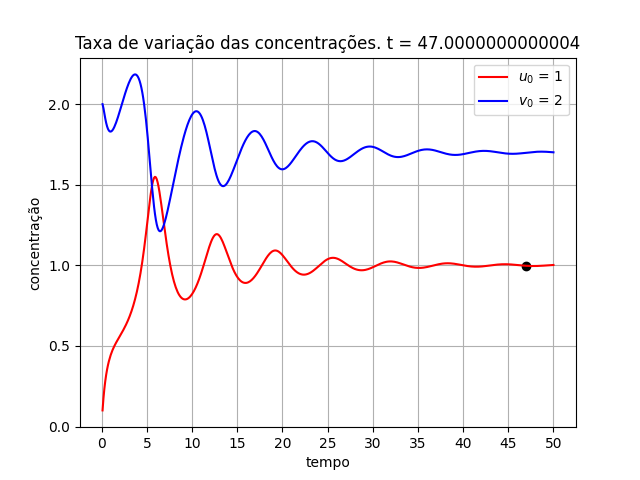 Taxa de variação das concentrações. t = 47.0000000000004
u₀ = 1
v₀ = 2
concentração
2.0
1.5
1.0
0.5
0.0
0 5 10 15 20 25 30 35 40 45 50
tempo